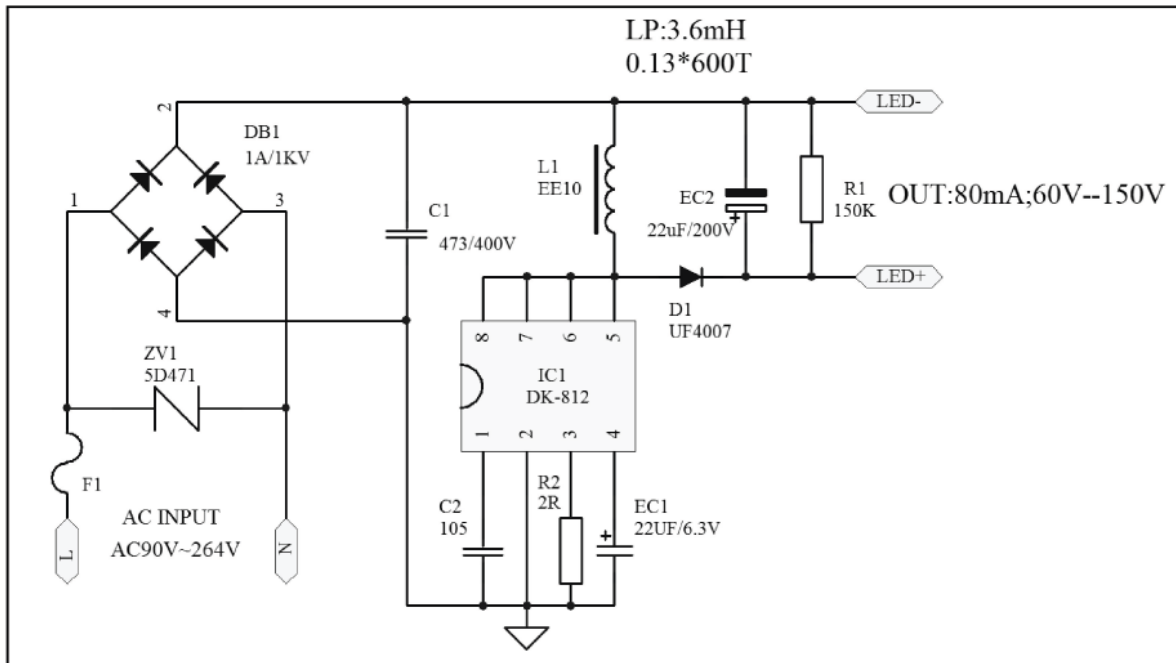 LP:3.6mH
0.13*600T
2
LED-
DB1
1A/1KV
1
3
C1
473/400V
L1
EE10
EC2
22uF/200V
+
R1
150K
OUT:80mA;60V--150V
4
LED+
D1
UF4007
8
7
6
5
ZV1
5D471
IC1
DK-812
1
2
3
4
F1
C2
105
R2
2R
EC1
22UF/6.3V
+
AC INPUT
AC90V~264V
L
N